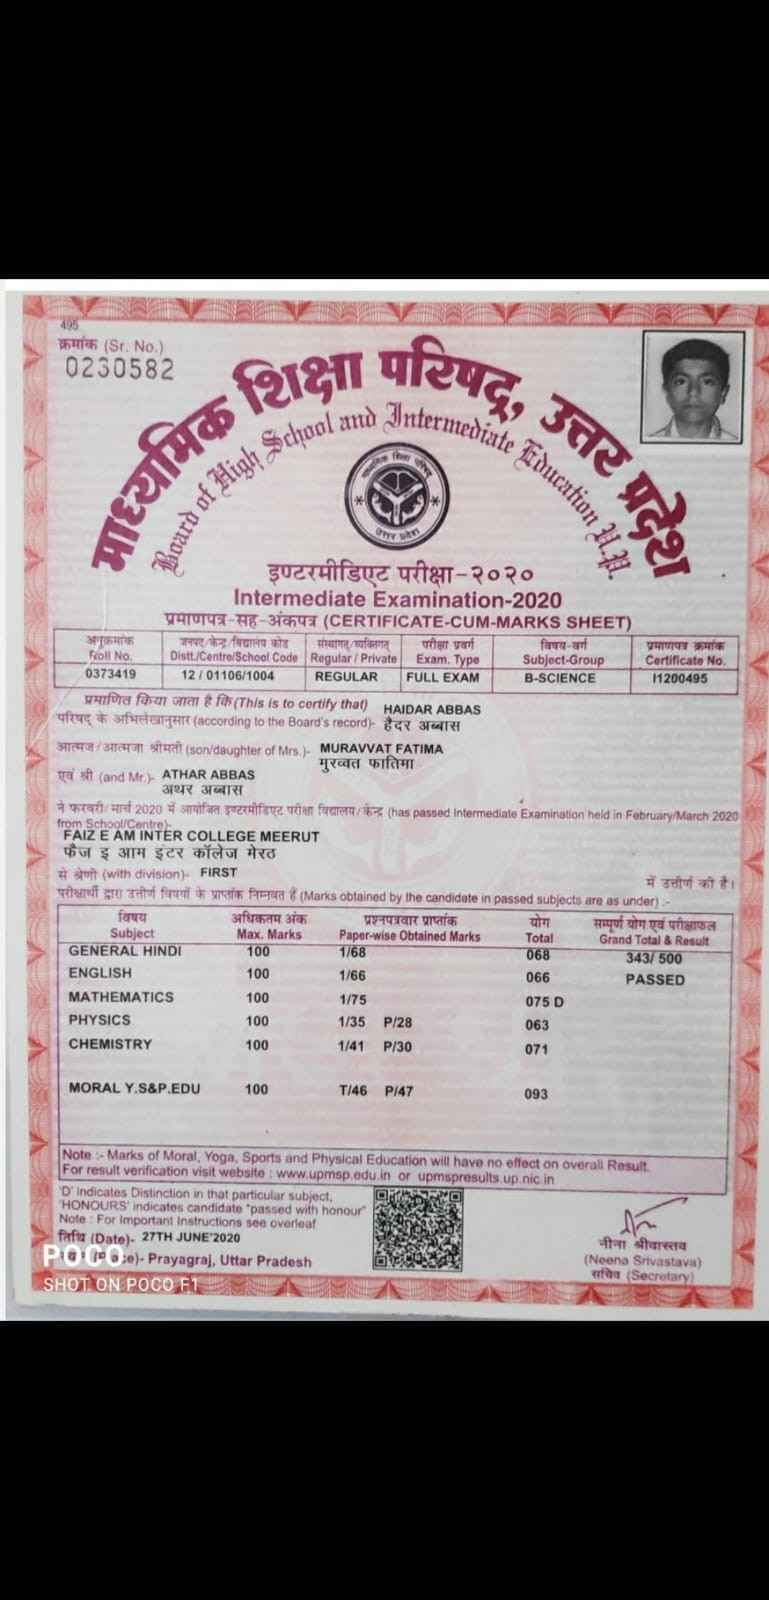 495
क्रमांक (Sr. No.)
0230582
माध्यमिक शिक्षा परिषद्, उत्तर प्रदेश
Board of High School and Intermediate Education U.P.
माध्यमिक शिक्षा परिषद्
उत्तर प्रदेश
इण्टरमीडिएट परीक्षा-२०२०
Intermediate Examination-2020
प्रमाणपत्र-सह-अंकपत्र (CERTIFICATE-CUM-MARKS SHEET)
अनुक्रमांक जनपद/केन्द्र/विद्यालय कोड संस्थागत/व्यक्तिगत परीक्षा प्रवर्ग विषय-वर्ग प्रमाणपत्र क्रमांक
Roll No. Distt./Centre/School Code Regular / Private Exam. Type Subject-Group Certificate No.
0373419 12 / 01106/1004 REGULAR FULL EXAM B-SCIENCE I1200495
प्रमाणित किया जाता है कि (This is to certify that) HAIDAR ABBAS
परिषद् के अभिलेखानुसार (according to the Board's record)- हैदर अब्बास
आत्मज/आत्मजा श्रीमती (son/daughter of Mrs.)- MURAVVAT FATIMA
मुरव्वत फातिमा
एवं श्री (and Mr.)- ATHAR ABBAS
अथर अब्बास
ने फरवरी/मार्च 2020 में आयोजित इण्टरमीडिएट परीक्षा विद्यालय/केन्द्र (has passed Intermediate Examination held in February/March 2020
from School/Centre)-
FAIZ E AM INTER COLLEGE MEERUT
फैज इ आम इंटर कॉलेज मेरठ
से श्रेणी (with division)- FIRST में उत्तीर्ण की है।
परीक्षार्थी द्वारा उत्तीर्ण विषयों के प्राप्तांक निम्नवत हैं (Marks obtained by the candidate in passed subjects are as under) :-
विषय अधिकतम अंक प्रश्नपत्रवार प्राप्तांक योग सम्पूर्ण योग एवं परीक्षाफल
Subject Max. Marks Paper-wise Obtained Marks Total Grand Total & Result
GENERAL HINDI 100 1/68 068 343/ 500
ENGLISH 100 1/66 066 PASSED
MATHEMATICS 100 1/75 075 D
PHYSICS 100 1/35 P/28 063
CHEMISTRY 100 1/41 P/30 071
MORAL Y.S&P.EDU 100 T/46 P/47 093
Note :- Marks of Moral, Yoga, Sports and Physical Education will have no effect on overall Result.
For result verification visit website : www.upmsp.edu.in or upmspresults.up.nic.in
'D' Indicates Distinction in that particular subject,
'HONOURS' indicates candidate "passed with honour"
Note : For Important Instructions see overleaf
तिथि (Date)- 27TH JUNE'2020
Prayagraj, Uttar Pradesh
नीना श्रीवास्तव
(Neena Srivastava)
सचिव (Secretary)
POCO
SHOT ON POCO F1